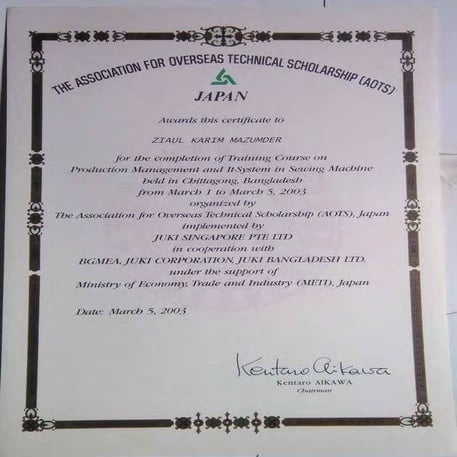 THE ASSOCIATION FOR OVERSEAS TECHNICAL SCHOLARSHIP (AOTS)
JAPAN
Awards this certificate to
ZIAUL KARIM MAZUMDER
for the completion of Training Course on
Production Management and It-System in Sewing Machine
held in Chittagong, Bangladesh
from March 1 to March 5, 2003
organized by
The Association for Overseas Technical Scholarship (AOTS), Japan
implemented by
JUKI SINGAPORE PTE LTD
in cooperation with
BGMEA, JUKI CORPORATION, JUKI BANGLADESH LTD.
under the support of
Ministry of Economy, Trade and Industry (METI), Japan
Date: March 5, 2003
Kentaro Aikawa
Kentaro AIKAWA
Chairman